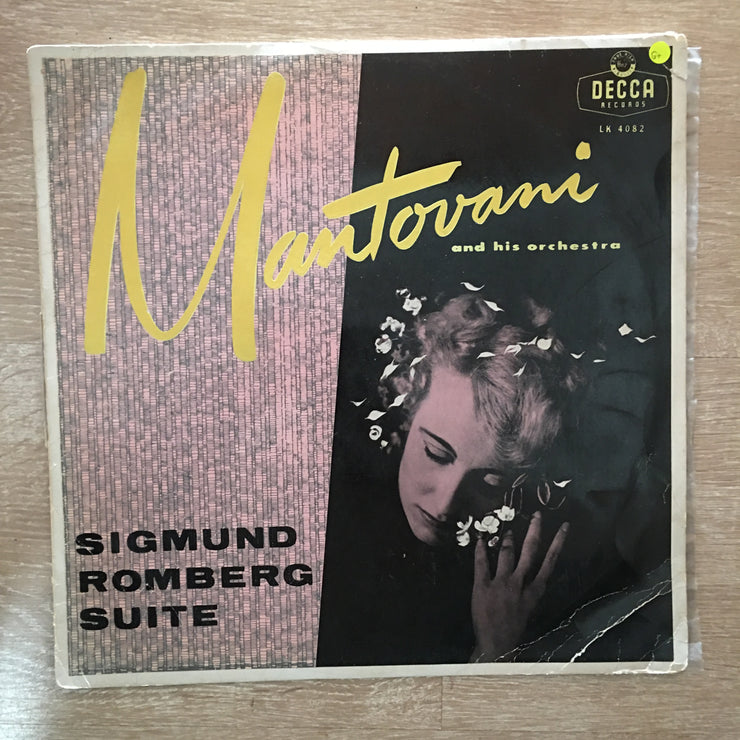 Mantovani
and his orchestra
DECCA
RECORDS
LK 4082
SIGMUND
ROMBERG
SUITE